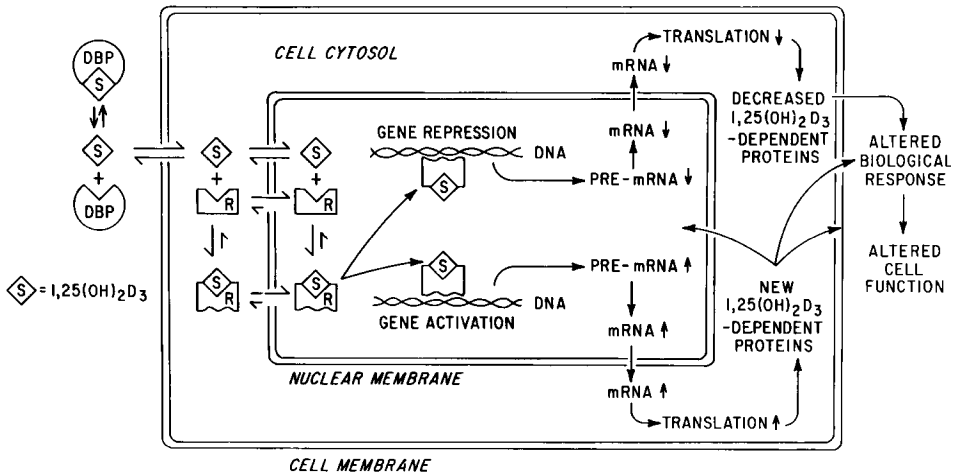 DBP
S
S
+
DBP
S = 1,25(OH)2D3
CELL CYTOSOL
S
+
R
S
R
S
+
R
S
R
GENE REPRESSION
DNA
S
PRE-mRNA ↓
mRNA ↓
mRNA ↓
TRANSLATION ↓
DECREASED
1,25(OH)2D3
-DEPENDENT
PROTEINS
S
DNA
GENE ACTIVATION
PRE-mRNA ↑
mRNA ↑
mRNA ↑
TRANSLATION ↑
NEW
1,25(OH)2D3
-DEPENDENT
PROTEINS
ALTERED
BIOLOGICAL
RESPONSE
ALTERED
CELL
FUNCTION
NUCLEAR MEMBRANE
CELL MEMBRANE